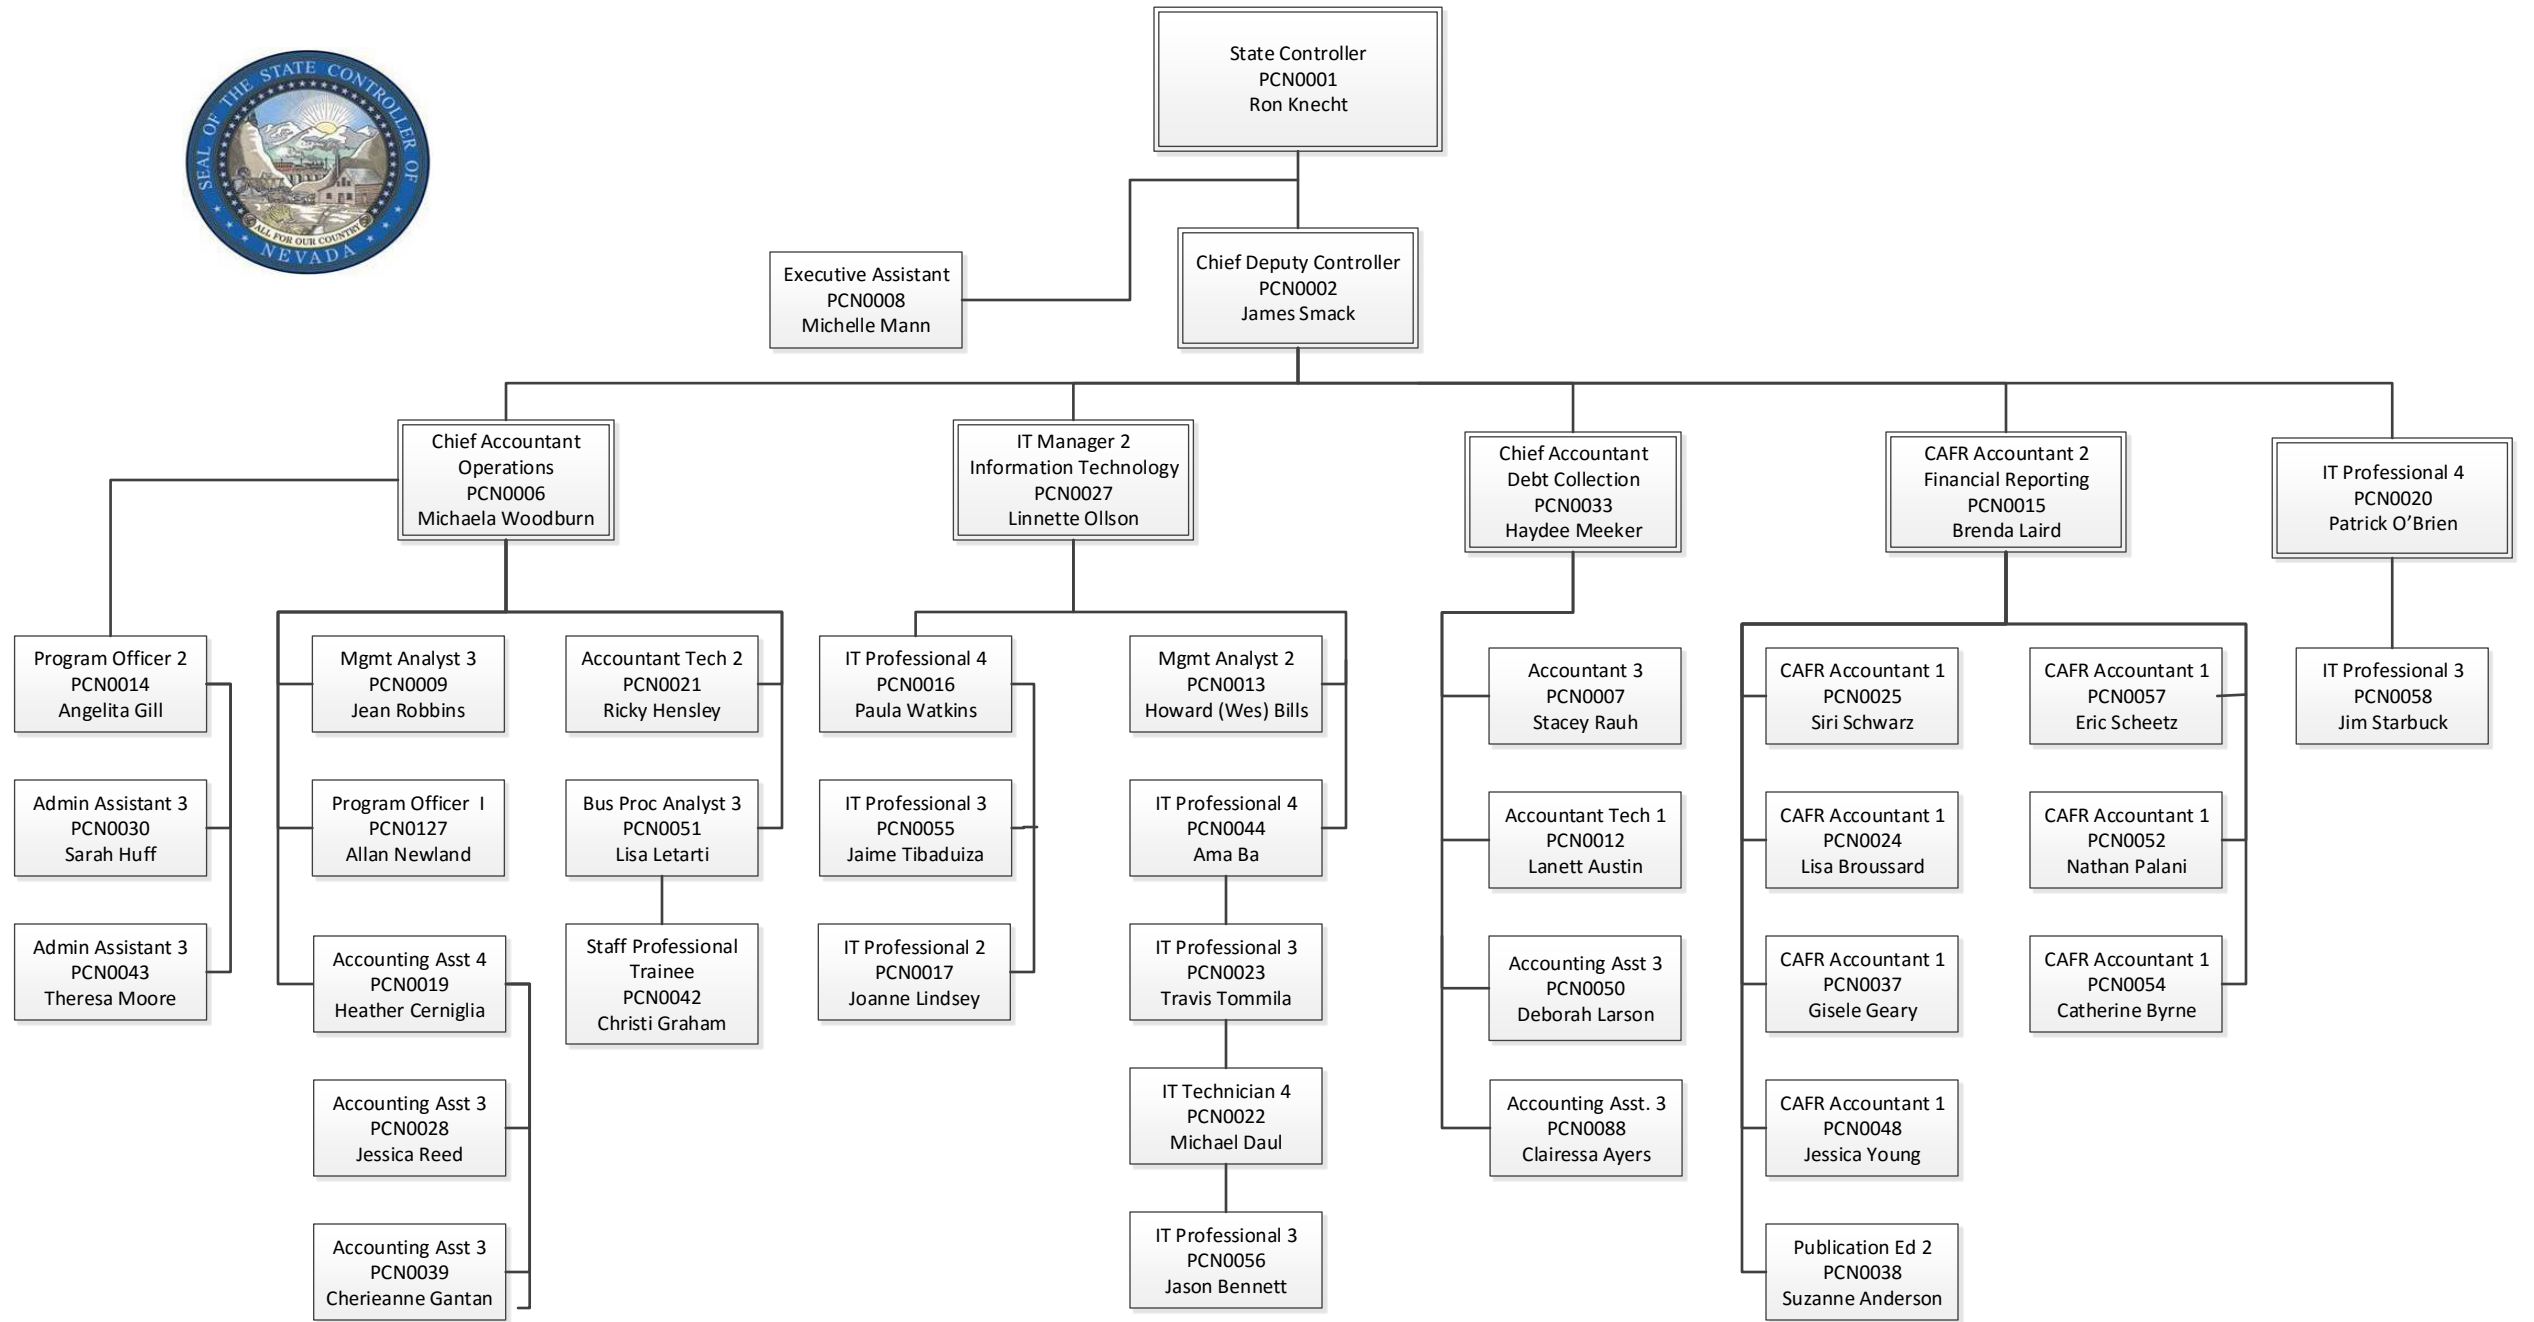 SEAL OF THE STATE CONTROLLER OF
ALL FOR OUR COUNTRY
NEVADA
State Controller
PCN0001
Ron Knecht
Executive Assistant
PCN0008
Michelle Mann
Chief Deputy Controller
PCN0002
James Smack
Chief Accountant
Operations
PCN0006
Michaela Woodburn
IT Manager 2
Information Technology
PCN0027
Linnette Ollson
Chief Accountant
Debt Collection
PCN0033
Haydee Meeker
CAFR Accountant 2
Financial Reporting
PCN0015
Brenda Laird
IT Professional 4
PCN0020
Patrick O’Brien
Program Officer 2
PCN0014
Angelita Gill
Admin Assistant 3
PCN0030
Sarah Huff
Admin Assistant 3
PCN0043
Theresa Moore
Mgmt Analyst 3
PCN0009
Jean Robbins
Program Officer I
PCN0127
Allan Newland
Accounting Asst 4
PCN0019
Heather Cerniglia
Accounting Asst 3
PCN0028
Jessica Reed
Accounting Asst 3
PCN0039
Cherieanne Gantan
Accountant Tech 2
PCN0021
Ricky Hensley
Bus Proc Analyst 3
PCN0051
Lisa Letarti
Staff Professional
Trainee
PCN0042
Christi Graham
IT Professional 4
PCN0016
Paula Watkins
IT Professional 3
PCN0055
Jaime Tibaduiza
IT Professional 2
PCN0017
Joanne Lindsey
Mgmt Analyst 2
PCN0013
Howard (Wes) Bills
IT Professional 4
PCN0044
Ama Ba
IT Professional 3
PCN0023
Travis Tommila
IT Technician 4
PCN0022
Michael Daul
IT Professional 3
PCN0056
Jason Bennett
Accountant 3
PCN0007
Stacey Rauh
Accountant Tech 1
PCN0012
Lanett Austin
Accounting Asst 3
PCN0050
Deborah Larson
Accounting Asst. 3
PCN0088
Clairessa Ayers
CAFR Accountant 1
PCN0025
Siri Schwarz
CAFR Accountant 1
PCN0024
Lisa Broussard
CAFR Accountant 1
PCN0037
Gisele Geary
CAFR Accountant 1
PCN0048
Jessica Young
Publication Ed 2
PCN0038
Suzanne Anderson
CAFR Accountant 1
PCN0057
Eric Scheetz
CAFR Accountant 1
PCN0052
Nathan Palani
CAFR Accountant 1
PCN0054
Catherine Byrne
IT Professional 3
PCN0058
Jim Starbuck